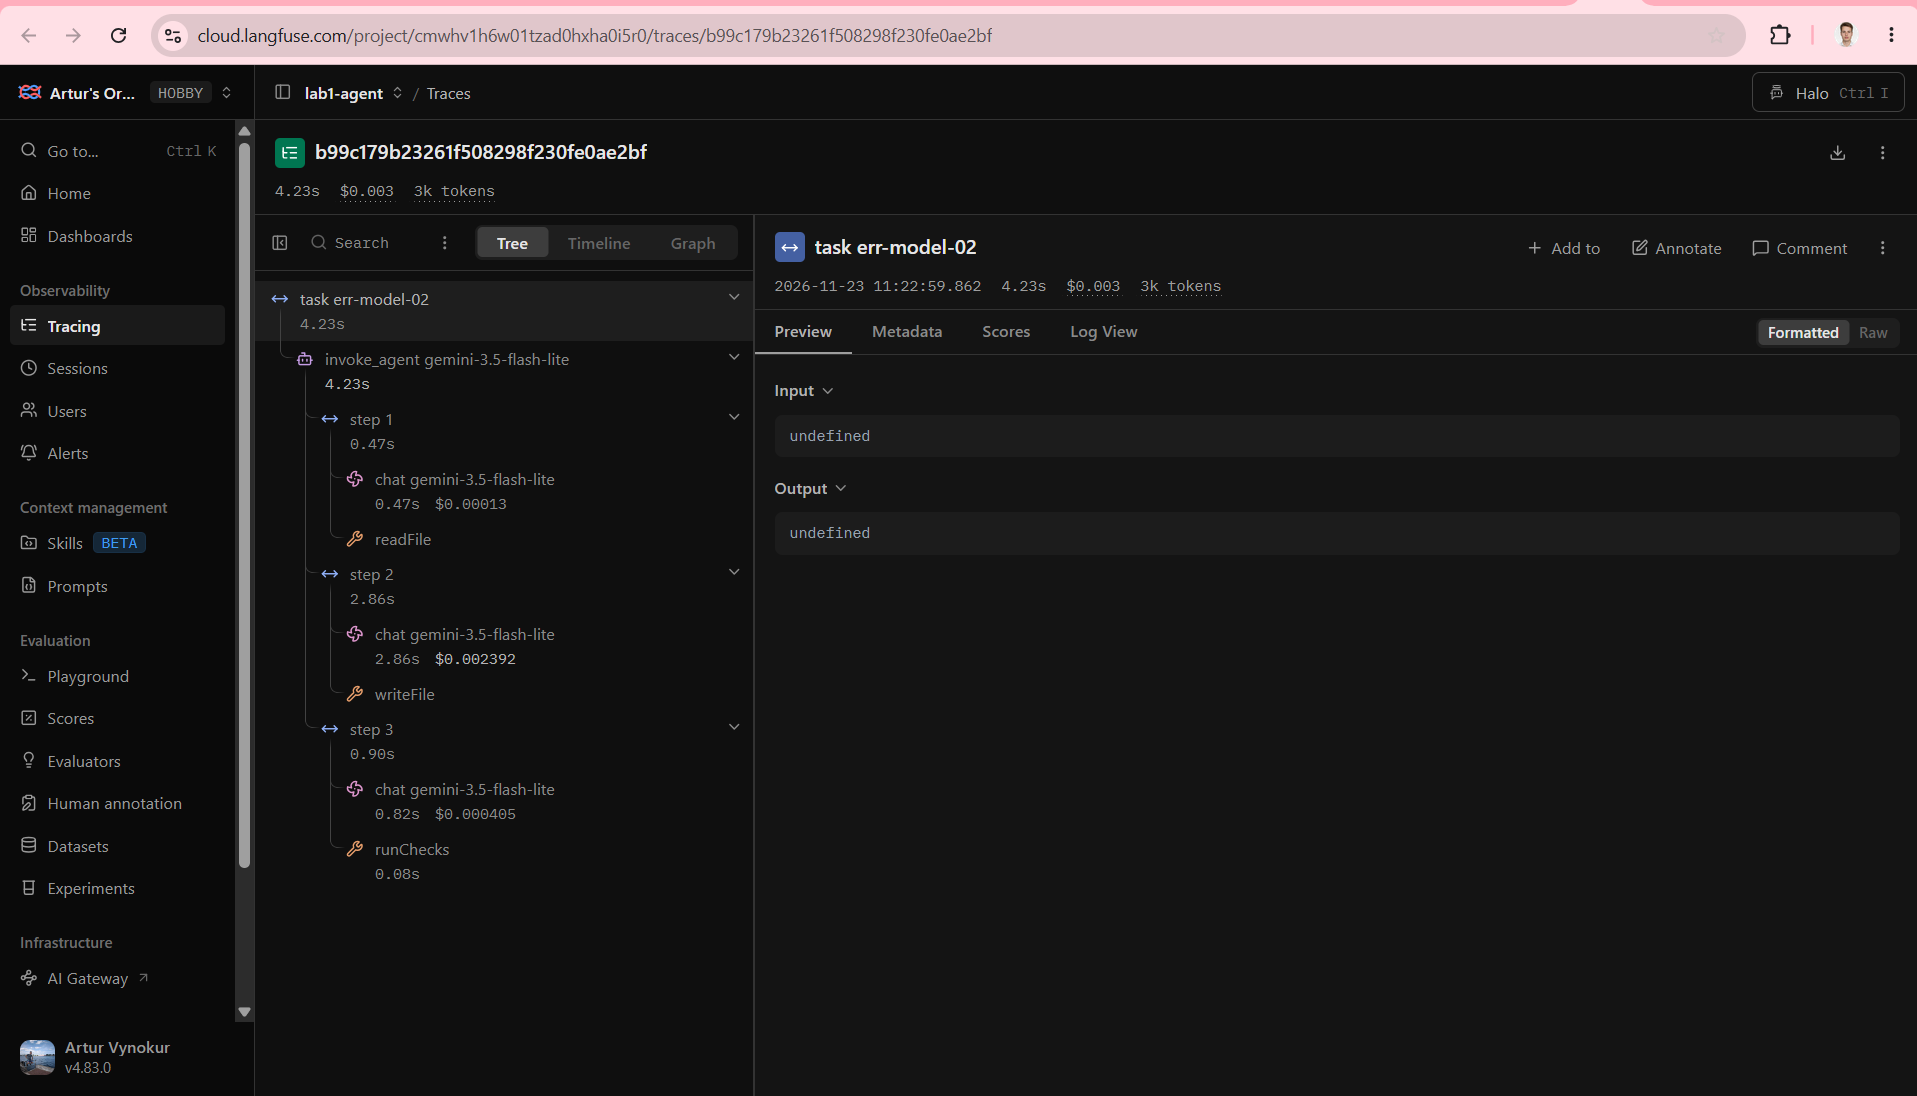 cloud.langfuse.com/project/cmwhv1h6w01tzad0hxha0i5r0/traces/b99c179b23261f508298f230fe0ae2bf
Artur's Or... HOBBY
lab1-agent / Traces
Halo Ctrl I
Go to... Ctrl K
Home
Dashboards
Observability
Tracing
Sessions
Users
Alerts
Context management
Skills BETA
Prompts
Evaluation
Playground
Scores
Evaluators
Human annotation
Datasets
Experiments
Infrastructure
AI Gateway
Artur Vynokur
v4.83.0
b99c179b23261f508298f230fe0ae2bf
4.23s $0.003 3k tokens
Search
Tree Timeline Graph
task err-model-02
4.23s
invoke_agent gemini-3.5-flash-lite
4.23s
step 1
0.47s
chat gemini-3.5-flash-lite
0.47s $0.00013
readFile
step 2
2.86s
chat gemini-3.5-flash-lite
2.86s $0.002392
writeFile
step 3
0.90s
chat gemini-3.5-flash-lite
0.82s $0.000405
runChecks
0.08s
task err-model-02
Add to Annotate Comment
2026-11-23 11:22:59.862 4.23s $0.003 3k tokens
Preview Metadata Scores Log View
Formatted Raw
Input
undefined
Output
undefined